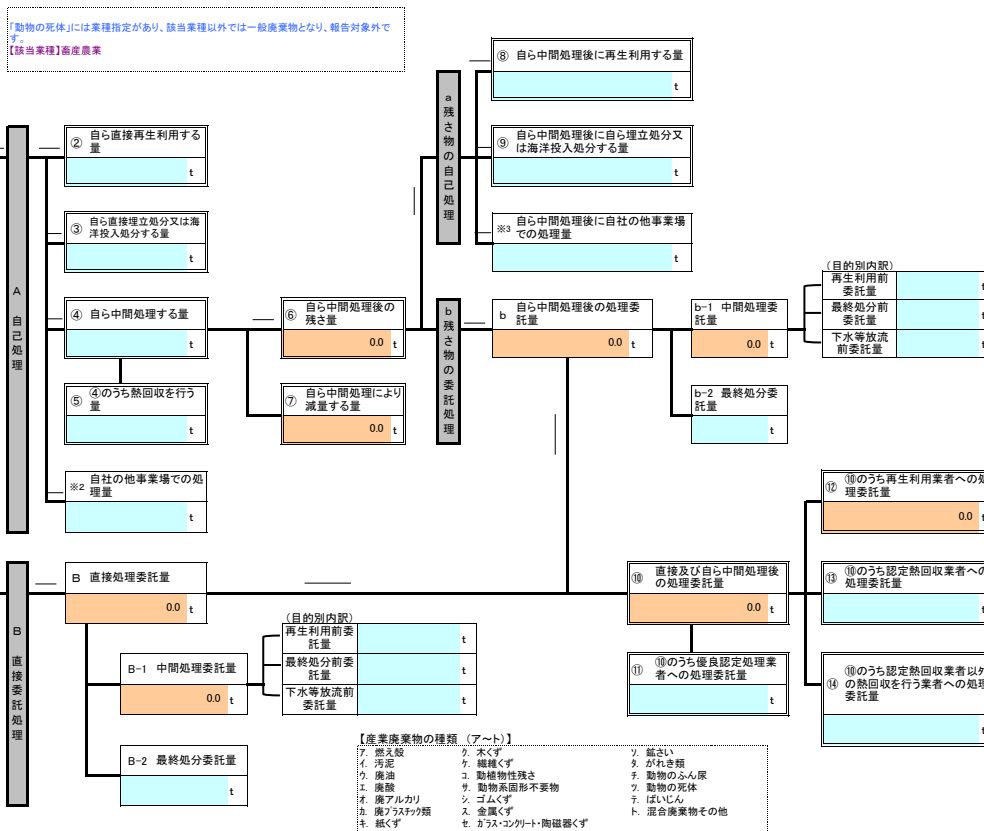 「動物の死体」には業種指定があり、該当業種以外では一般廃棄物となり、報告対象外で
す。
【該当業種】畜産農業
a 残さ物の自己処理
⑧ 自ら中間処理後に再生利用する量
t
⑨ 自ら中間処理後に自ら埋立処分又
は海洋投入処分する量
t
※3 自ら中間処理後に自社の他事業場
での処理量
t
A 自己処理
② 自ら直接再生利用する
量
t
③ 自ら直接埋立処分又は海
洋投入処分する量
t
④ 自ら中間処理する量
t
⑤ ④のうち熱回収を行う
量
t
※2 自社の他事業場での処
理量
t
⑥ 自ら中間処理後の
残さ量
0.0 t
⑦ 自ら中間処理により
減量する量
0.0 t
b 残さ物の委託処理
b 自ら中間処理後の処理委
託量
0.0 t
b-1 中間処理委
託量
0.0 t
b-2 最終処分委
託量
t
(目的別内訳)
再生利用前
委託量
t
最終処分前
委託量
t
下水等放流
前委託量
t
B 直接委託処理
B 直接処理委託量
0.0 t
B-1 中間処理委託量
0.0 t
B-2 最終処分委託量
t
(目的別内訳)
再生利用前委
託量
t
最終処分前委
託量
t
下水等放流前
委託量
t
⑩ 直接及び自ら中間処理後
の処理委託量
0.0 t
⑪ ⑩のうち優良認定処理業
者への処理委託量
t
⑫ ⑩のうち再生利用業者への処
理委託量
0.0 t
⑬ ⑩のうち認定熱回収業者への
処理委託量
t
⑭ ⑩のうち認定熱回収業者以外
の熱回収を行う業者への処理
委託量
t
【産業廃棄物の種類 (ア~ト)】
ア. 燃え殻 ク. 木くず ソ. 鉱さい
イ. 汚泥 ケ. 繊維くず タ. がれき類
ウ. 廃油 コ. 動植物性残さ チ. 動物のふん尿
エ. 廃酸 サ. 動物系固形不要物 ツ. 動物の死体
オ. 廃アルカリ シ. ゴムくず テ. ばいじん
カ. 廃プラスチック類 ス. 金属くず ト. 混合廃棄物その他
キ. 紙くず セ. ガラス・コンクリート・陶磁器くず